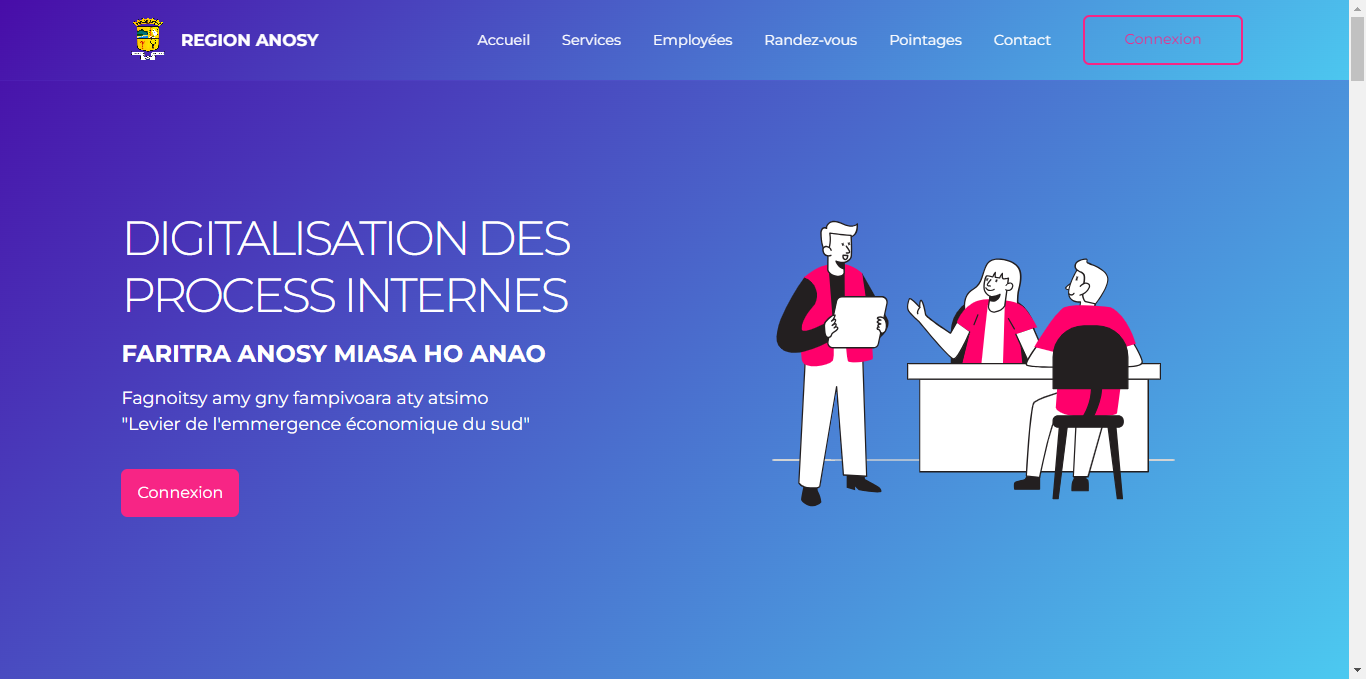 REGION ANOSY
Accueil
Services
Employées
Randez-vous
Pointages
Contact
Connexion
DIGITALISATION DES
PROCESS INTERNES
FARITRA ANOSY MIASA HO ANAO
Fagnoitsy amy gny fampivoara aty atsimo
"Levier de l'emmergence économique du sud"
Connexion